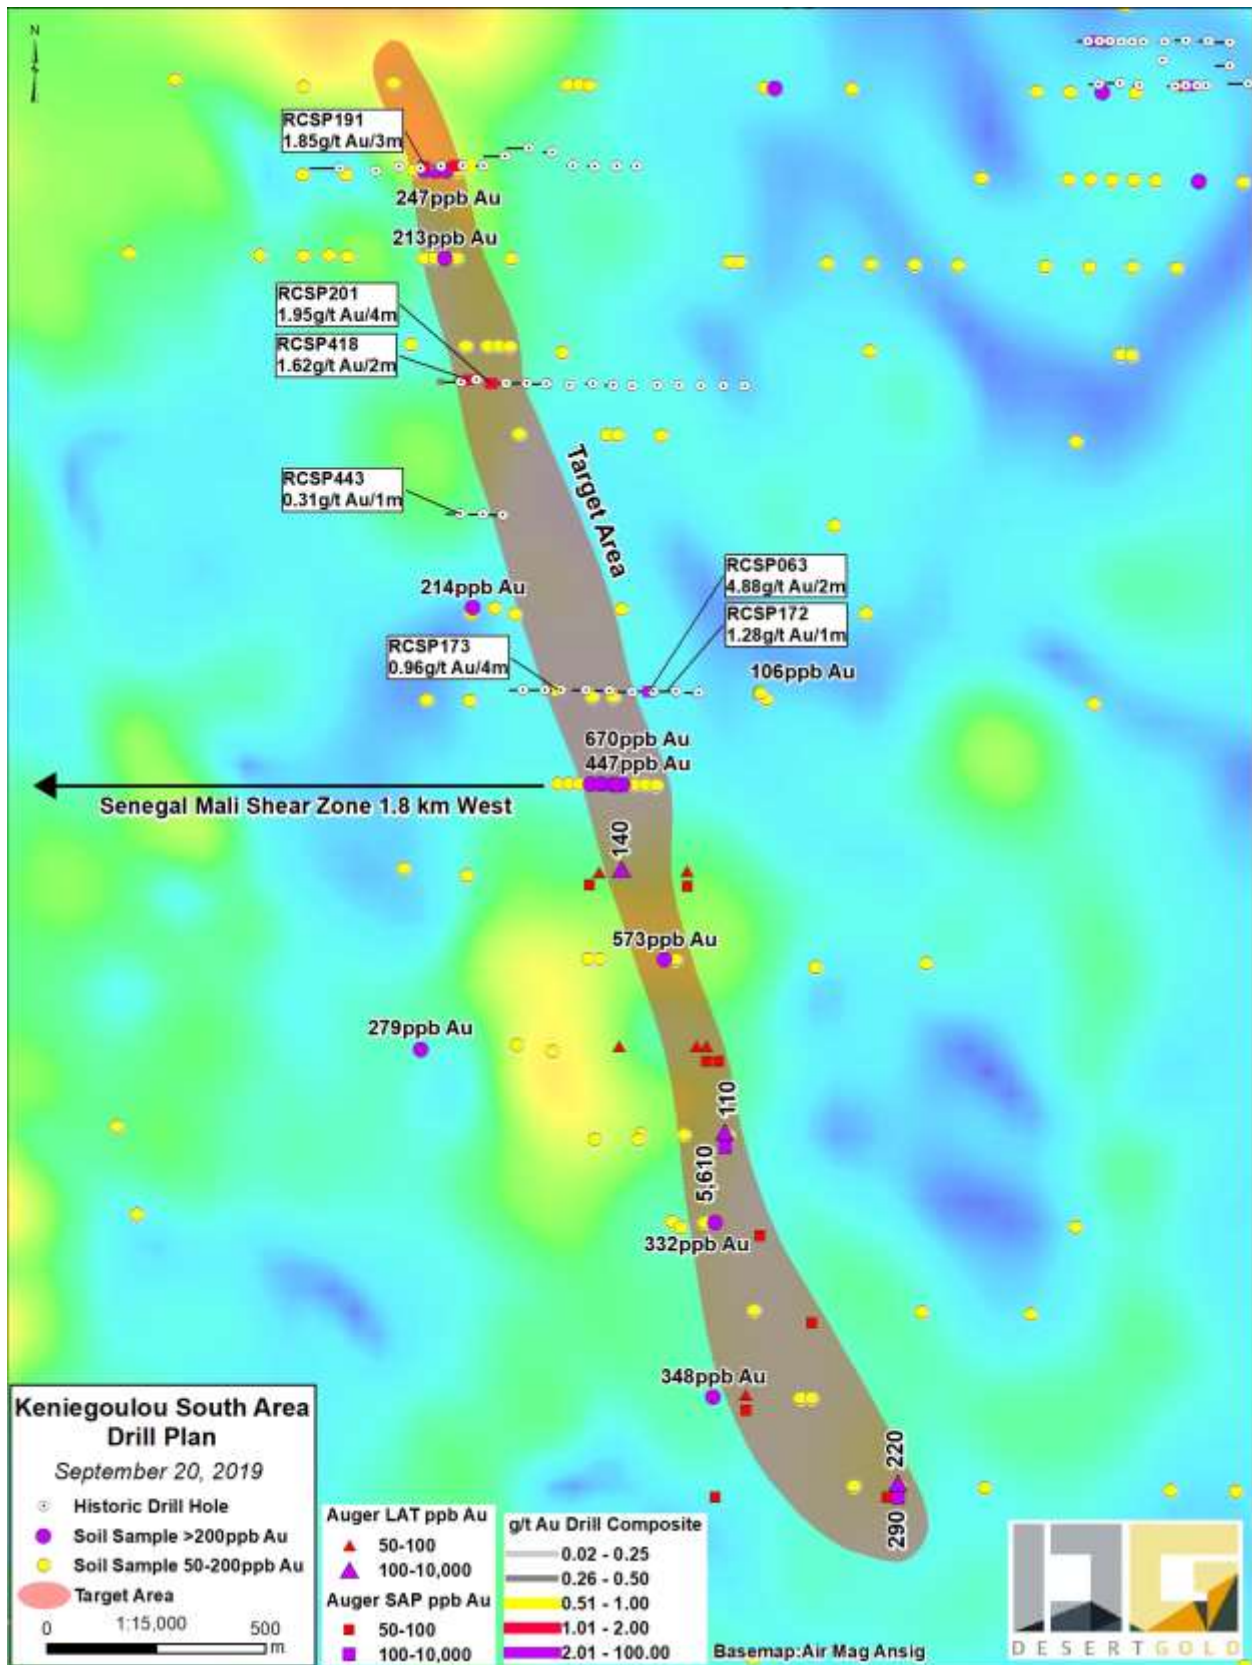 N
RCSP191
1.85g/t Au/3m
247ppb Au
213ppb Au
RCSP201
1.95g/t Au/4m
RCSP418
1.62g/t Au/2m
Target Area
RCSP443
0.31g/t Au/1m
214ppb Au
RCSP063
4.88g/t Au/2m
RCSP172
1.28g/t Au/1m
RCSP173
0.96g/t Au/4m
106ppb Au
670ppb Au
447ppb Au
Senegal Mali Shear Zone 1.8 km West
140
573ppb Au
279ppb Au
110
5,610
332ppb Au
348ppb Au
220
290
Keniegoulou South Area
Drill Plan
September 20, 2019
Historic Drill Hole
Soil Sample >200ppb Au
Soil Sample 50-200ppb Au
Target Area
0 1:15,000 500
m
Auger LAT ppb Au
50-100
100-10,000
Auger SAP ppb Au
50-100
100-10,000
g/t Au Drill Composite
0.02 - 0.25
0.26 - 0.50
0.51 - 1.00
1.01 - 2.00
2.01 - 100.00
Basemap:Air Mag Ansig
DESERTGOLD